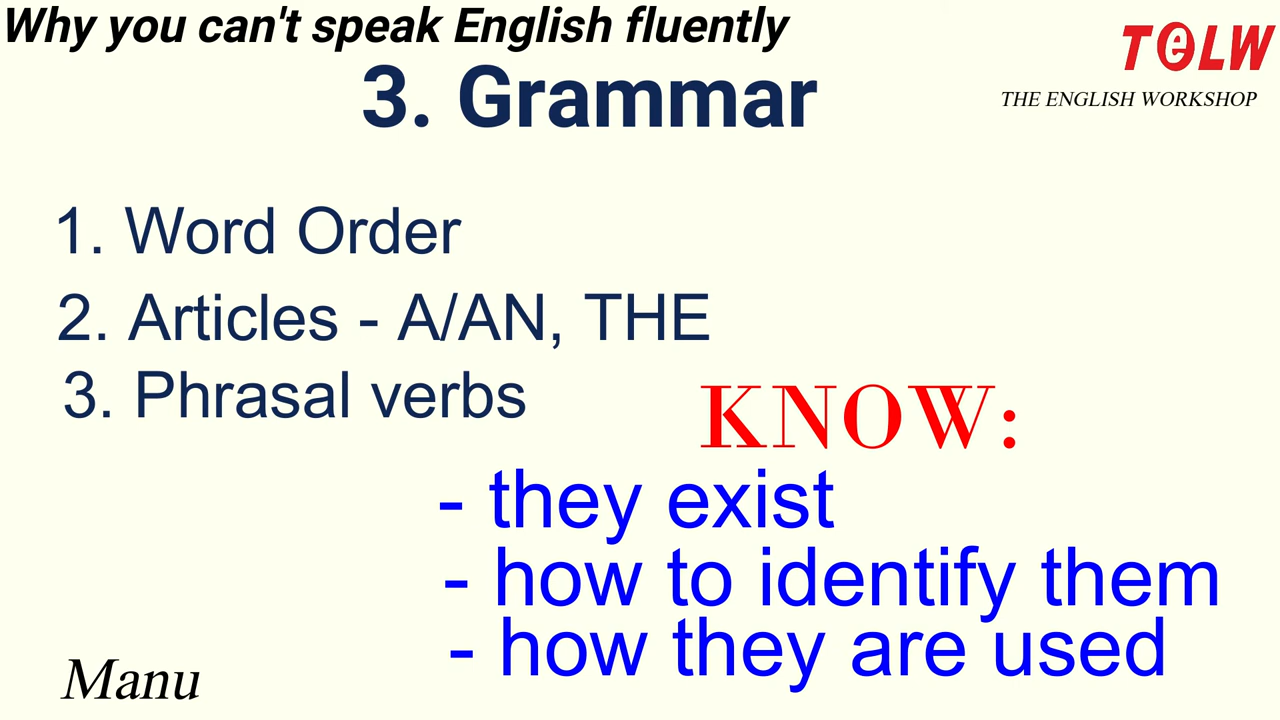 Why you can't speak English fluently
TeLW
3. Grammar
THE ENGLISH WORKSHOP
1. Word Order
2. Articles - A/AN, THE
3. Phrasal verbs
KNOW:
- they exist
- how to identify them
- how they are used
Manu